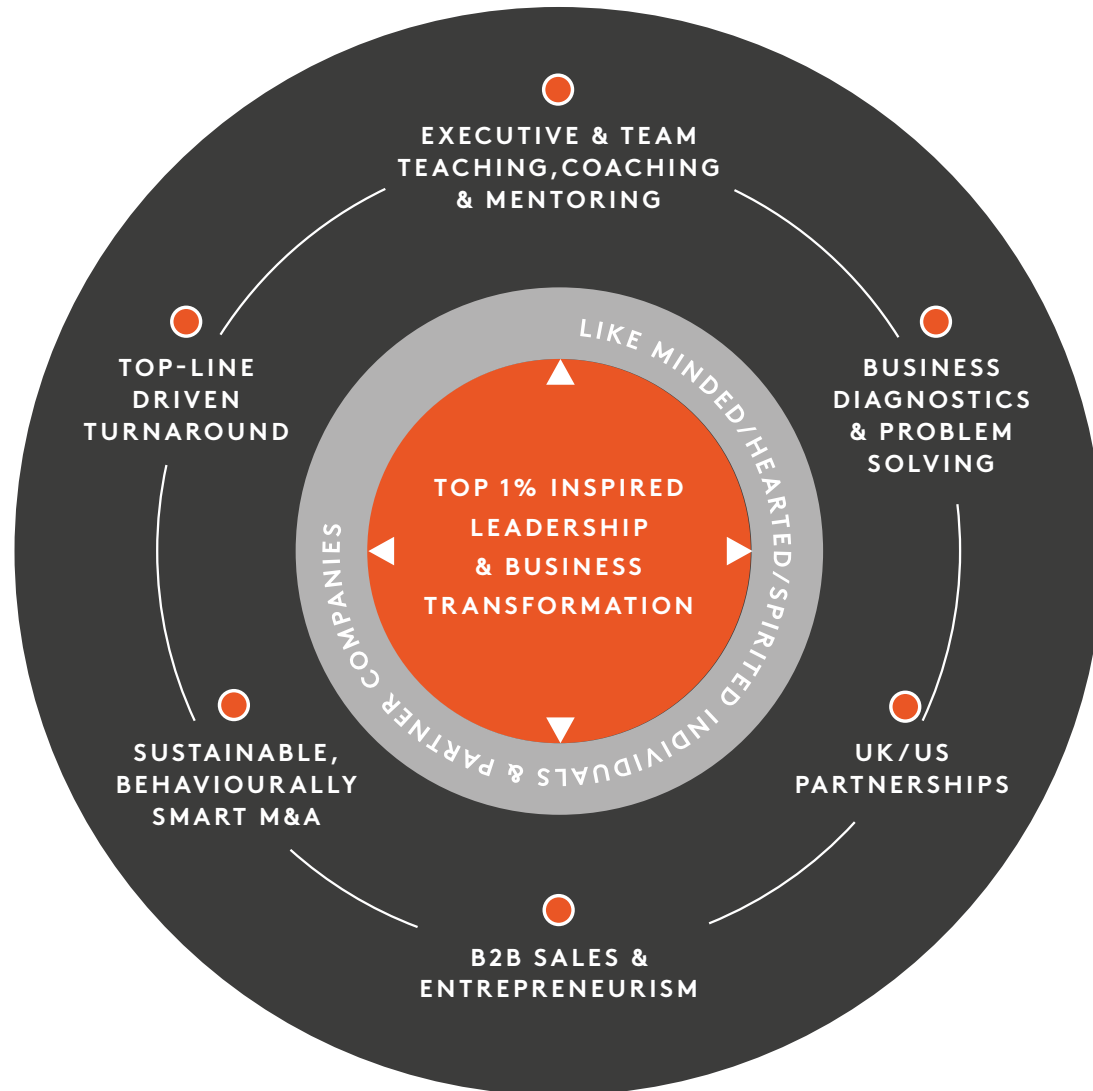 EXECUTIVE & TEAM
TEACHING,COACHING
& MENTORING
BUSINESS
DIAGNOSTICS
& PROBLEM
SOLVING
UK/US
PARTNERSHIPS
B2B SALES &
ENTREPRENEURISM
SUSTAINABLE,
BEHAVIOURALLY
SMART M&A
TOP-LINE
DRIVEN
TURNAROUND
LIKE MINDED/HEARTED/SPIRITED INDIVIDUALS & PARTNER COMPANIES
TOP 1% INSPIRED
LEADERSHIP
& BUSINESS
TRANSFORMATION